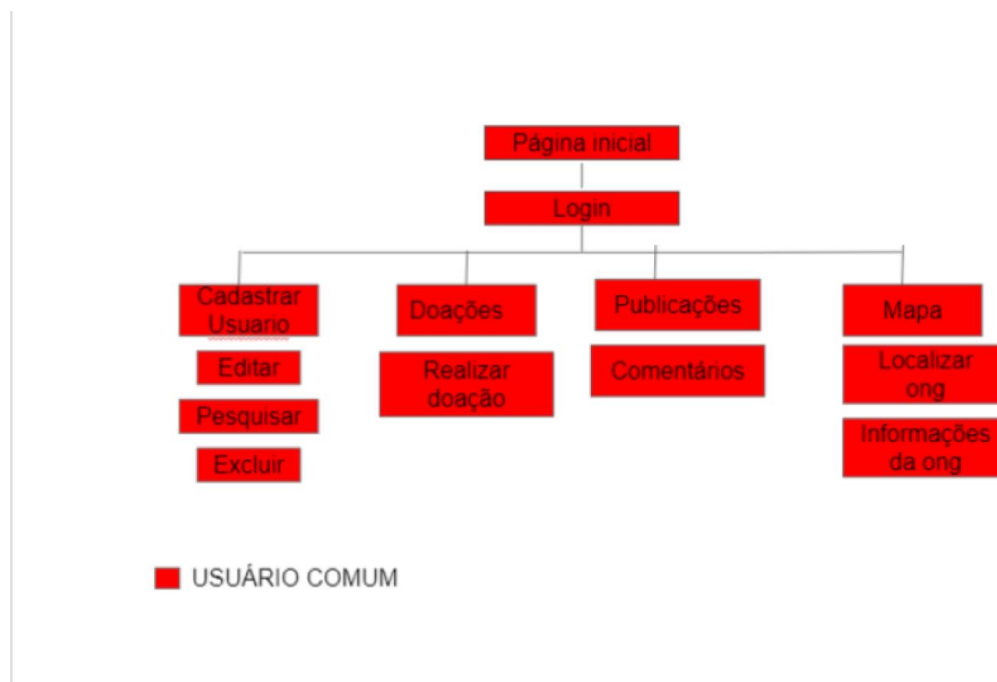 Página inicial
Login
Cadastrar
Usuario
Editar
Pesquisar
Excluir
Doações
Realizar
doação
Publicações
Comentários
Mapa
Localizar
ong
Informações
da ong
USUÁRIO COMUM